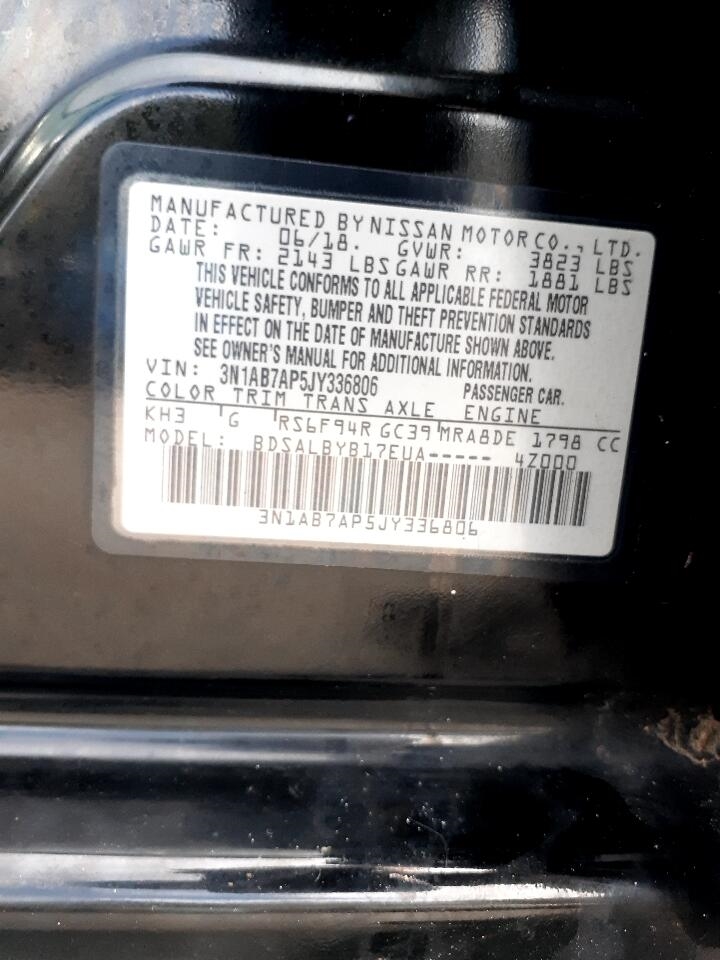 MANUFACTURED BY NISSAN MOTOR CO., LTD.
DATE: 06/18. GVWR: 3823 LBS
GAWR FR: 2143 LBS GAWR RR: 1881 LBS
THIS VEHICLE CONFORMS TO ALL APPLICABLE FEDERAL MOTOR
VEHICLE SAFETY, BUMPER AND THEFT PREVENTION STANDARDS
IN EFFECT ON THE DATE OF MANUFACTURE SHOWN ABOVE.
SEE OWNER'S MANUAL FOR ADDITIONAL INFORMATION.
VIN: 3N1AB7AP5JY336806 PASSENGER CAR.
COLOR TRIM TRANS AXLE ENGINE
KH3 G RS6F94R GC39 MRA8DE 1798 CC
MODEL: BDSALBYB17EUA----- 4Z000
3N1AB7AP5JY336806